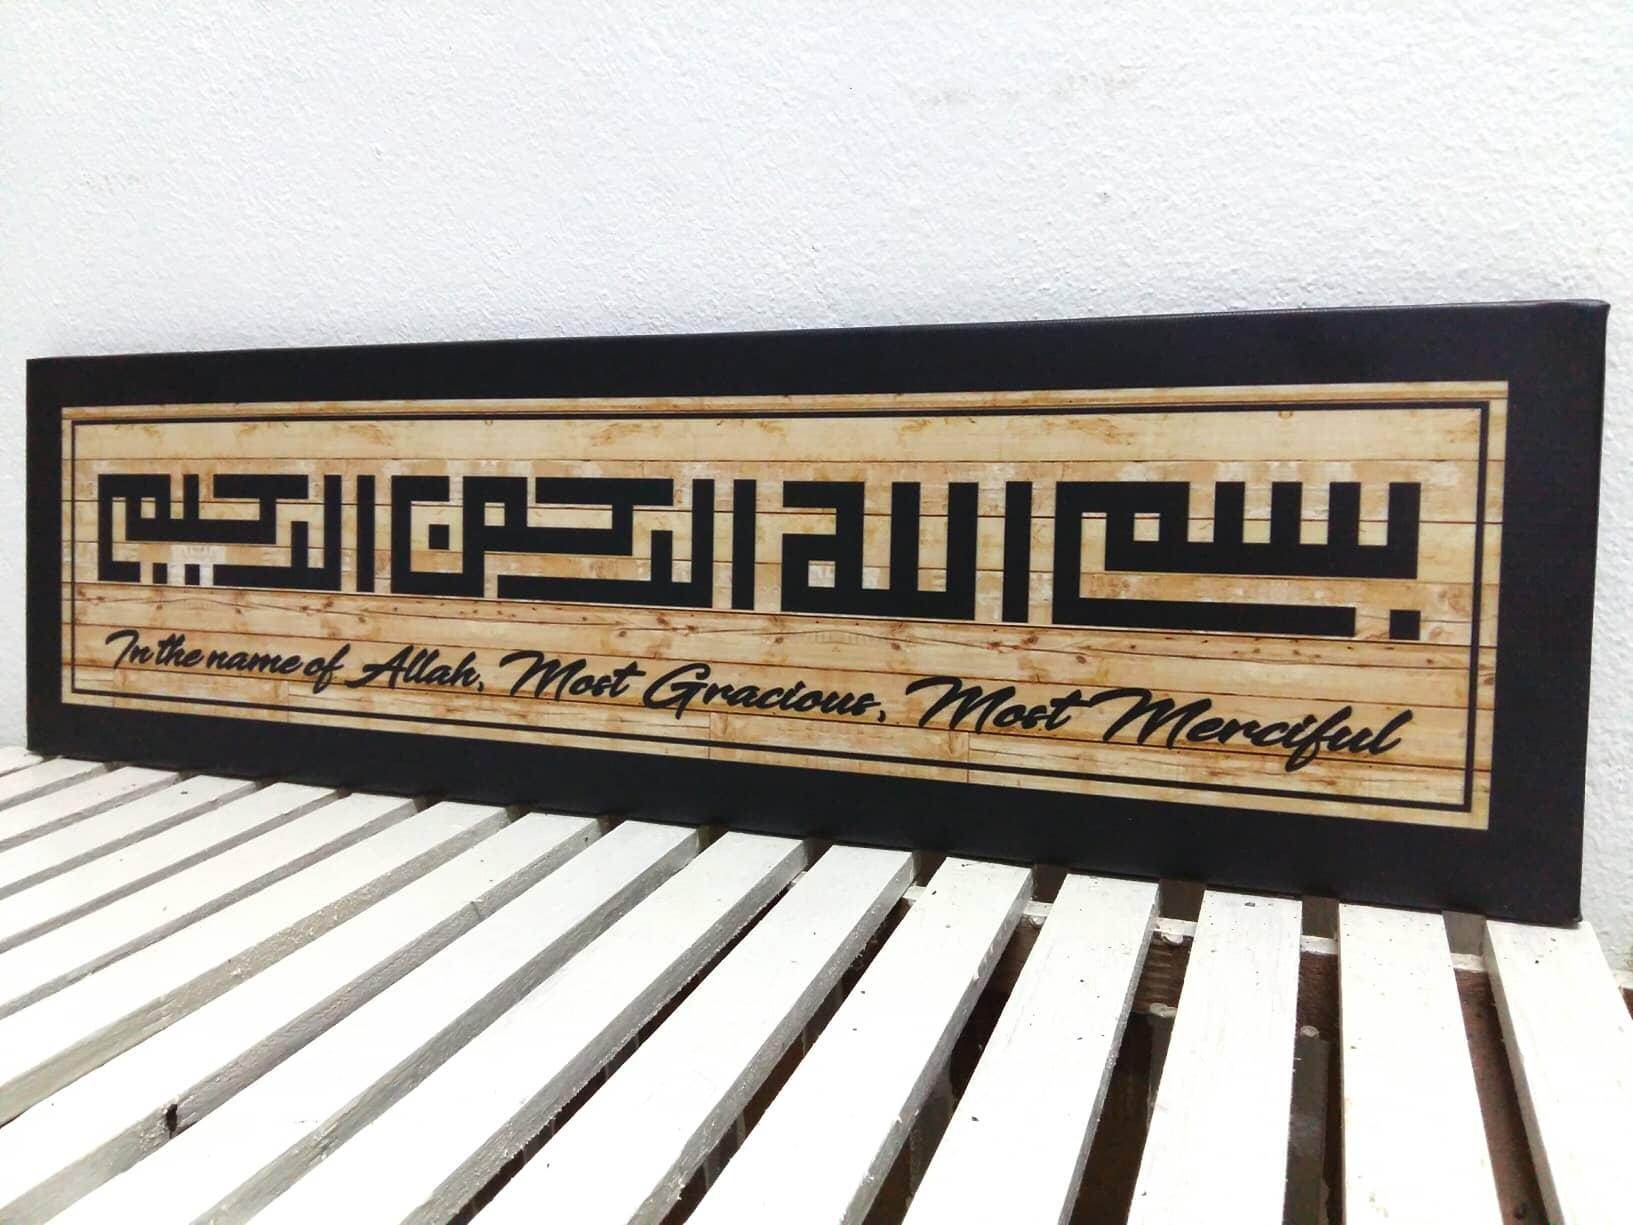 بسم الله الرحمن الرحيم
In the name of Allah, Most Gracious, Most Merciful